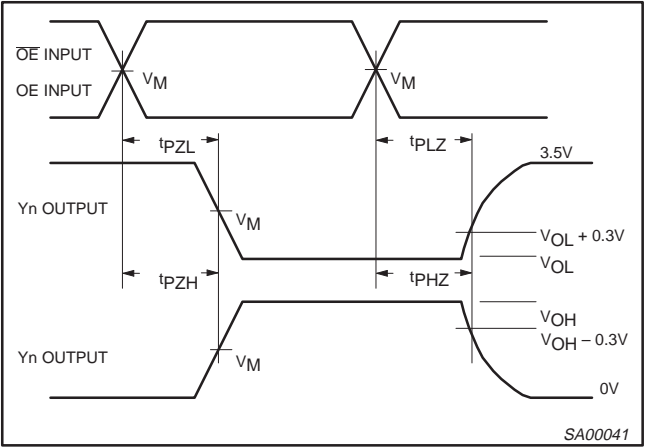 OE INPUT
VM
VM
OE INPUT
tPZL
tPLZ
3.5V
Yn OUTPUT
VM
VOL + 0.3V
VOL
tPZH
tPHZ
VOH
VOH – 0.3V
Yn OUTPUT
VM
0V
SA00041